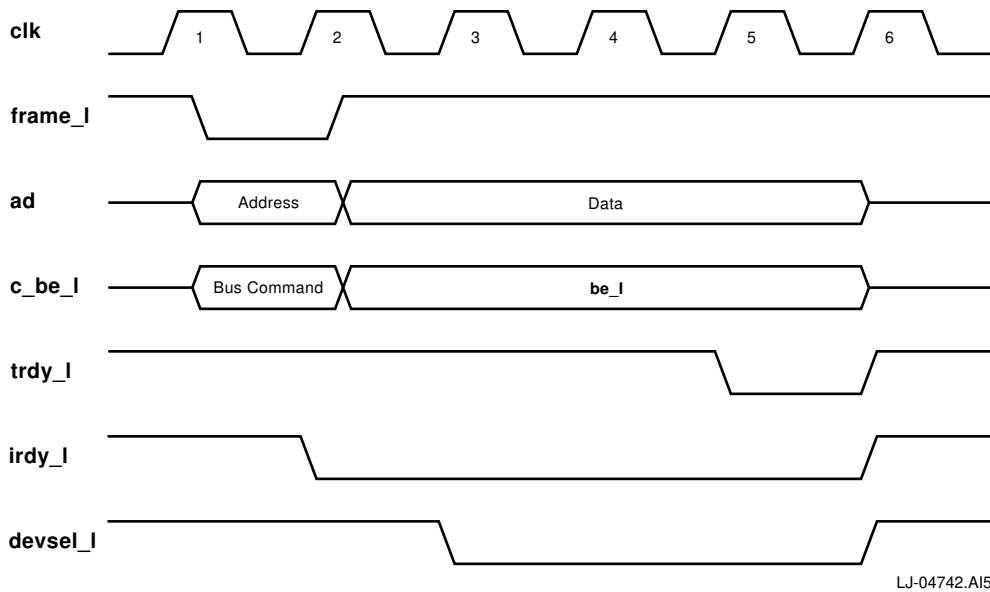 clk
1 2 3 4 5 6
frame_l
ad
Address Data
c_be_l
Bus Command be_l
trdy_l
irdy_l
devsel_l
LJ-04742.AI5